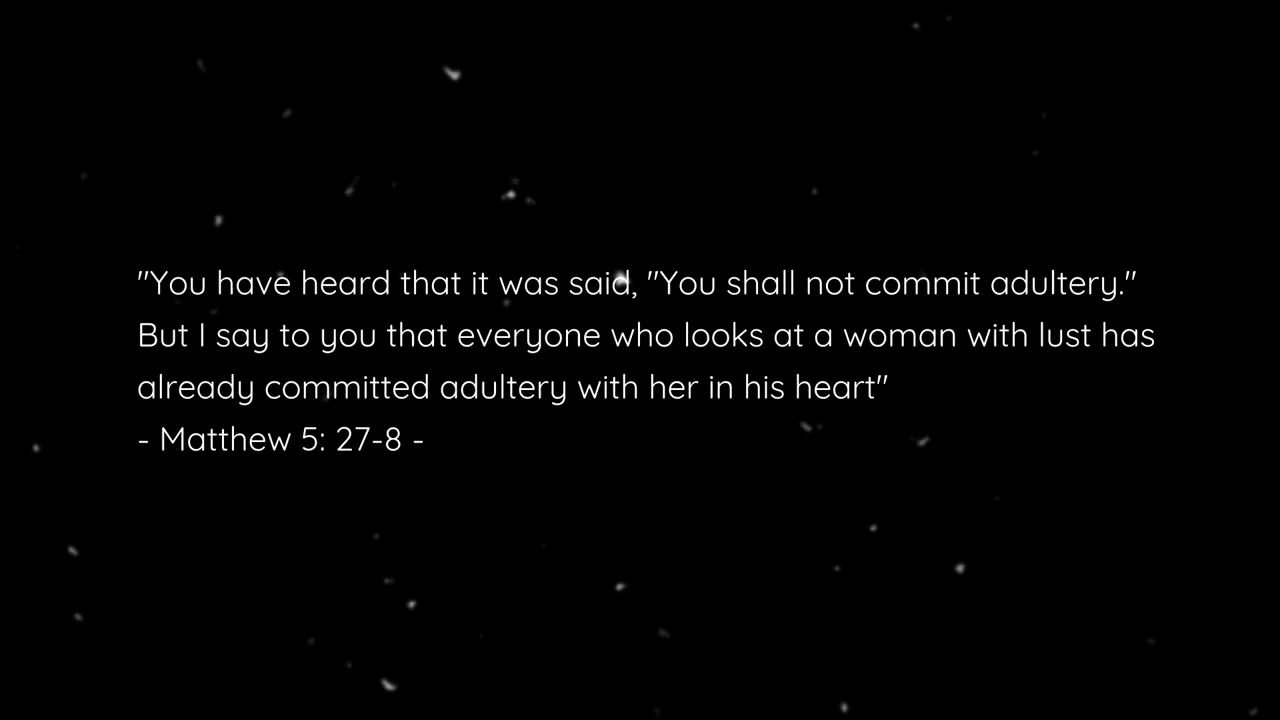 "You have heard that it was said, "You shall not commit adultery."
But I say to you that everyone who looks at a woman with lust has
already committed adultery with her in his heart"
- Matthew 5: 27-8 -